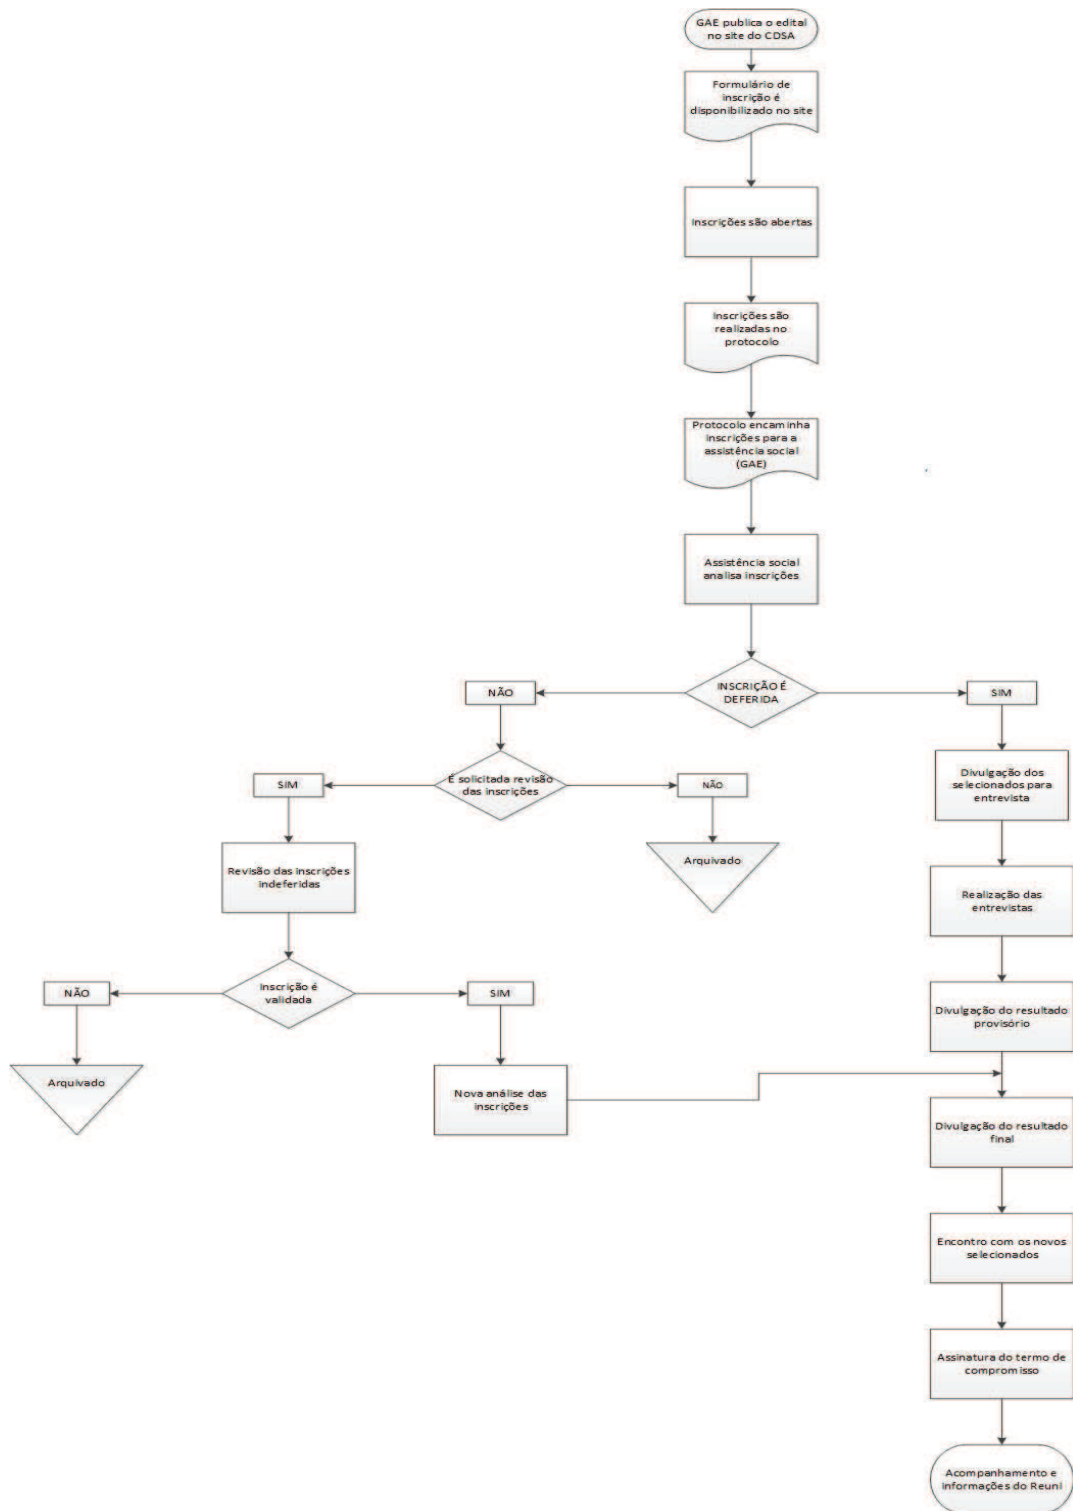 GAE publica o edital
no site do CDSA
Formulário de
inscrição é
disponibilizado no site
Inscrições são abertas
Inscrições são
realizadas no
protocolo
Protocolo encaminha
inscrições para a
assistência social
(GAE)
Assistência social
analisa inscrições
INSCRIÇÃO É
DEFERIDA
NÃO
SIM
É solicitada revisão
das inscrições
SIM
NÃO
Divulgação dos
selecionados para
entrevista
Revisão das inscrições
indeferidas
Arquivado
Realização das
entrevistas
Inscrição é
validada
NÃO
SIM
Divulgação do resultado
provisório
Arquivado
Nova análise das
inscrições
Divulgação do resultado
final
Encontro com os novos
selecionados
Assinatura do termo de
compromisso
Acompanhamento e
informações do Reuni